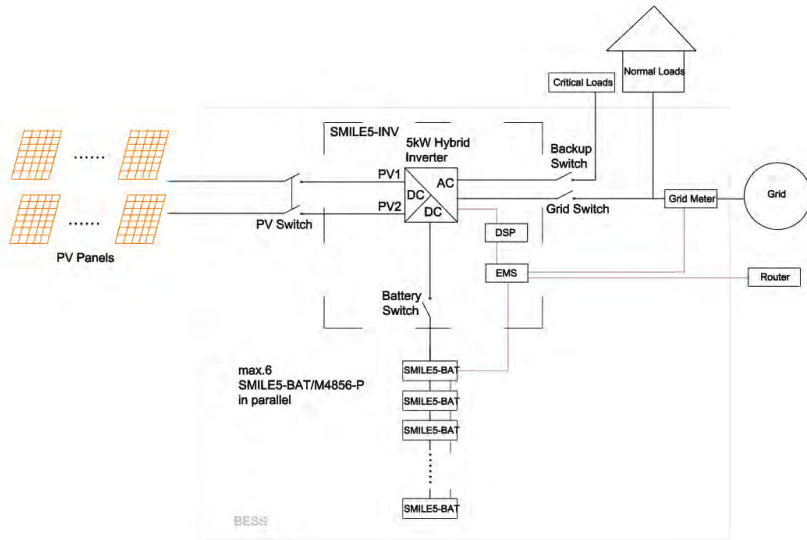 Critical Loads
Normal Loads
SMILE5-INV
5kW Hybrid
Inverter
Backup
Switch
PV1
AC
DC
DC
PV2
PV Switch
Grid Switch
Grid Meter
Grid
PV Panels
DSP
EMS
Router
Battery
Switch
max.6
SMILE5-BAT/M4856-P
in parallel
SMILE5-BAT
SMILE5-BAT
SMILE5-BAT
SMILE5-BAT
BESS